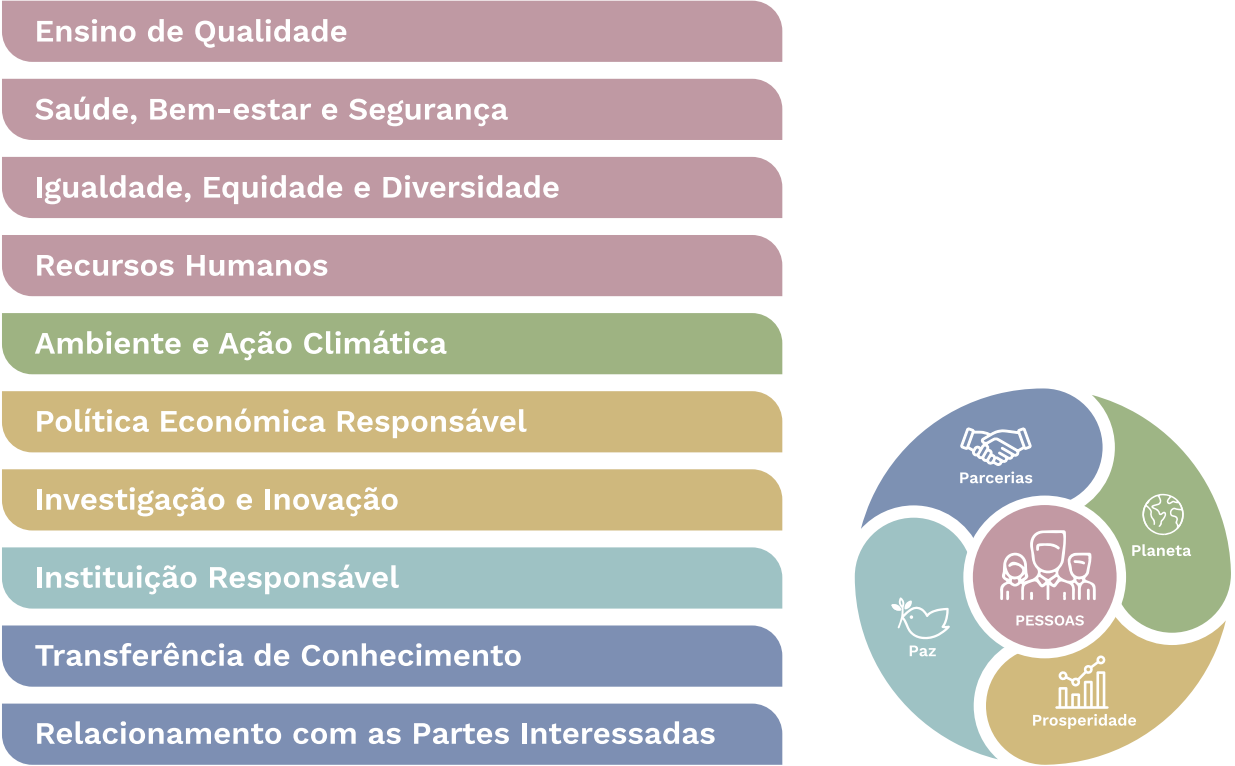 Ensino de Qualidade
Saúde, Bem-estar e Segurança
Igualdade, Equidade e Diversidade
Recursos Humanos
Ambiente e Ação Climática
Política Económica Responsável
Investigação e Inovação
Instituição Responsável
Transferência de Conhecimento
Relacionamento com as Partes Interessadas
Parcerias
Planeta
PESSOAS
Paz
Prosperidade